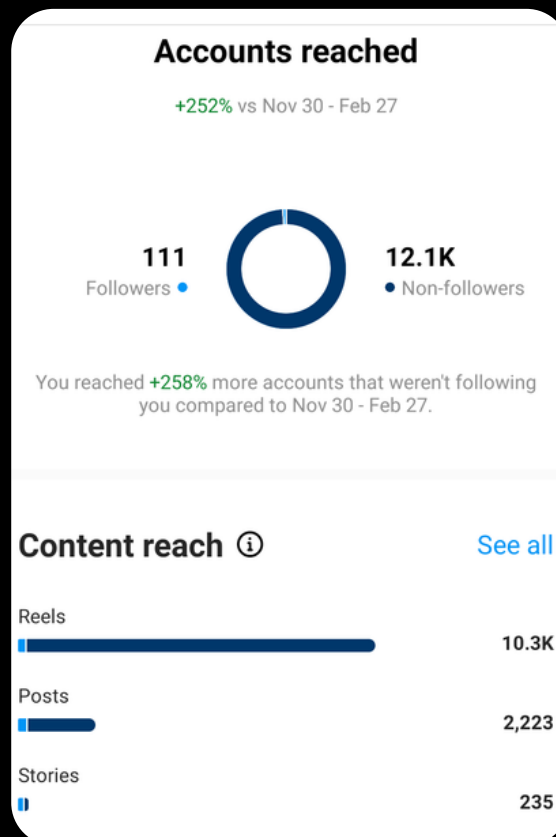 Accounts reached
+252% vs Nov 30 - Feb 27
111
Followers
12.1K
Non-followers
You reached +258% more accounts that weren't following
you compared to Nov 30 - Feb 27.
Content reach
See all
Reels
10.3K
Posts
2,223
Stories
235